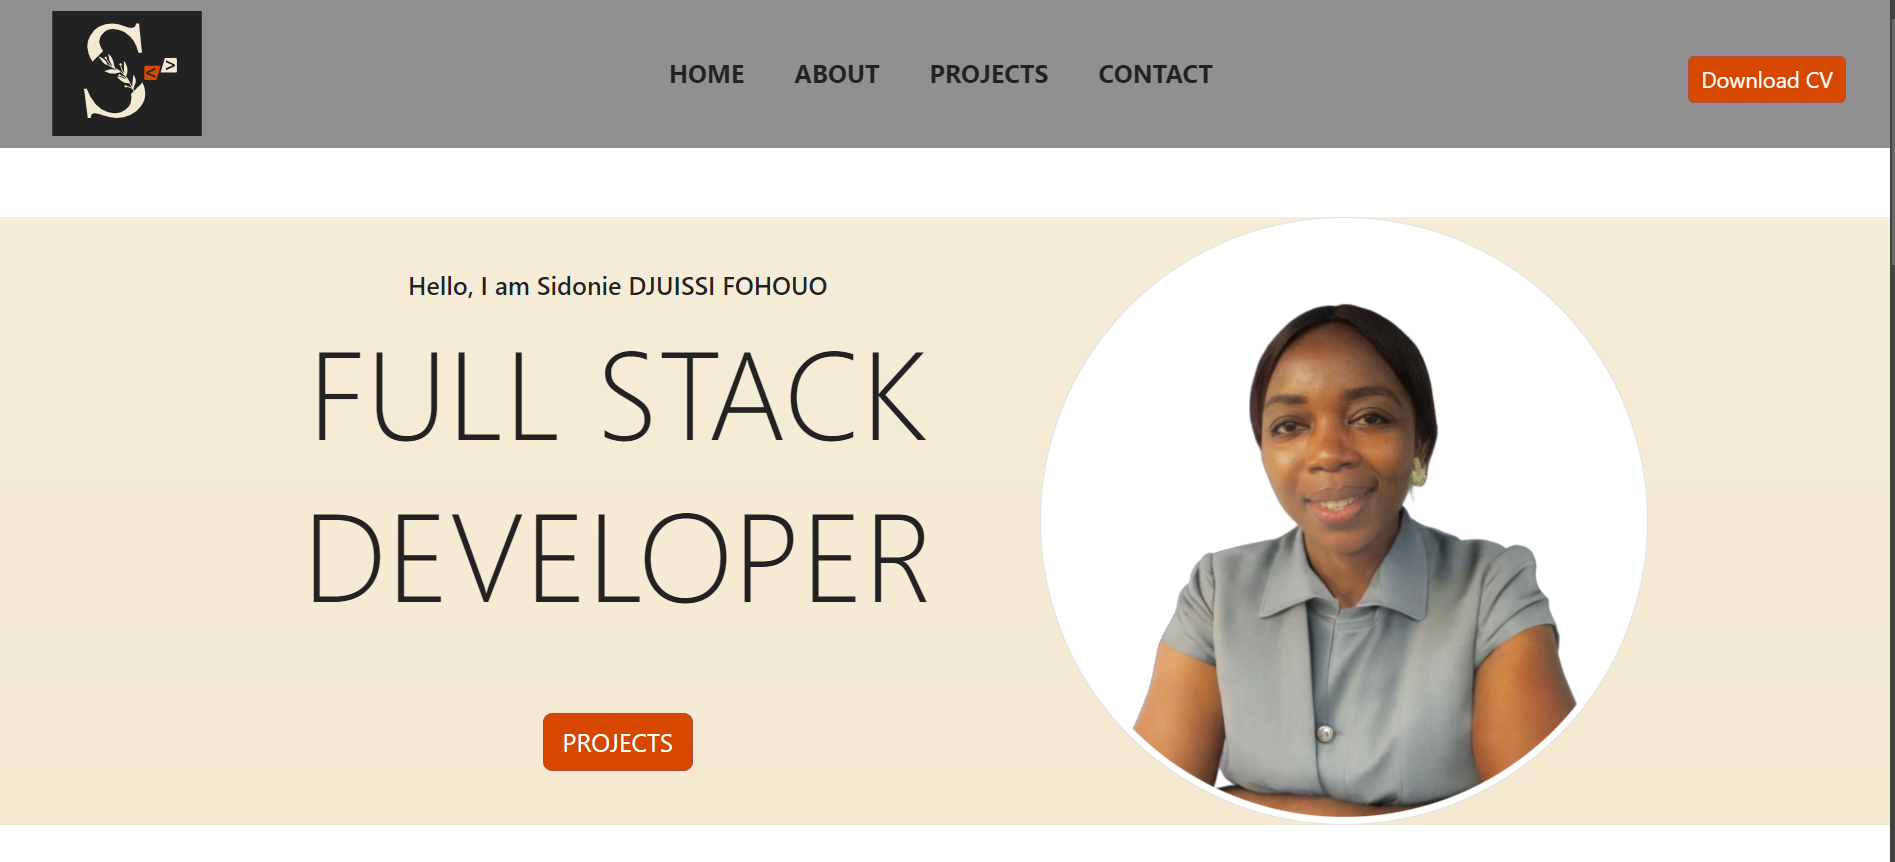 S
< >
HOME ABOUT PROJECTS CONTACT
Download CV
Hello, I am Sidonie DJUISSI FOHOUO
FULL STACK
DEVELOPER
PROJECTS